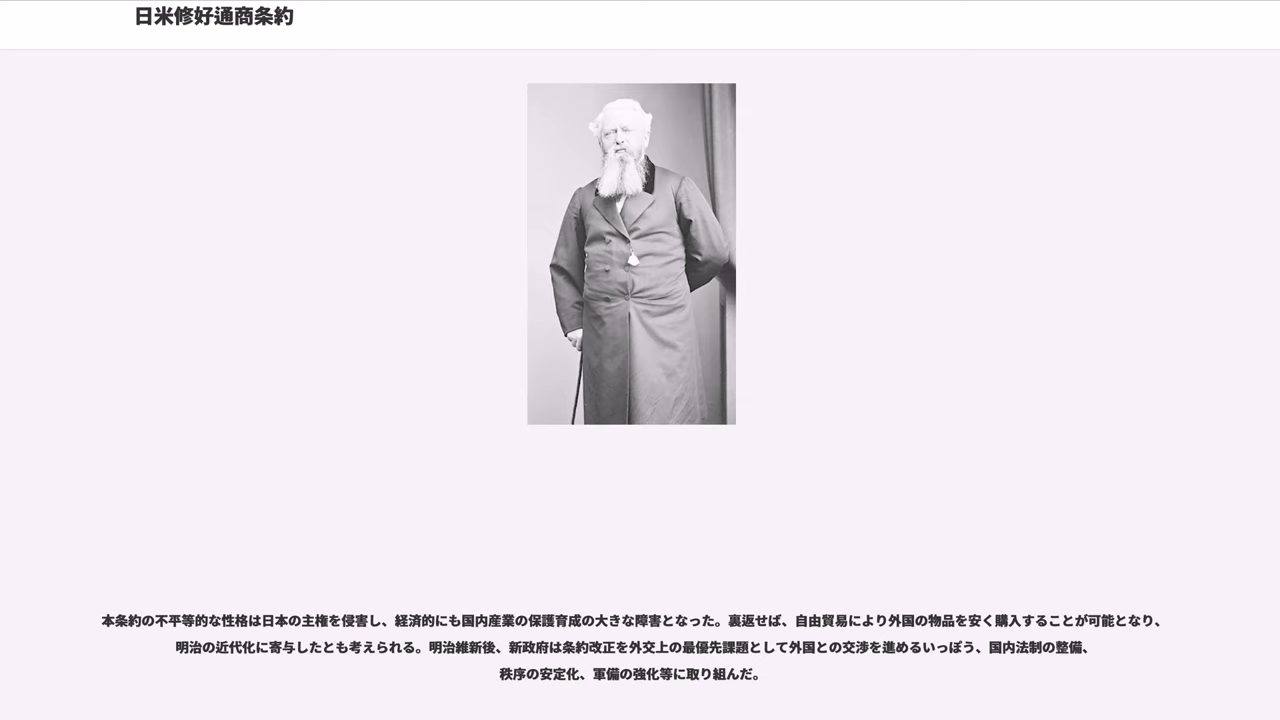 日米修好通商条約
本条約の不平等的な性格は日本の主権を侵害し、経済的にも国内産業の保護育成の大きな障害となった。裏返せば、自由貿易により外国の物品を安く購入することが可能となり、
明治の近代化に寄与したとも考えられる。明治維新後、新政府は条約改正を外交上の最優先課題として外国との交渉を進めるいっぽう、国内法制の整備、
秩序の安定化、軍備の強化等に取り組んだ。